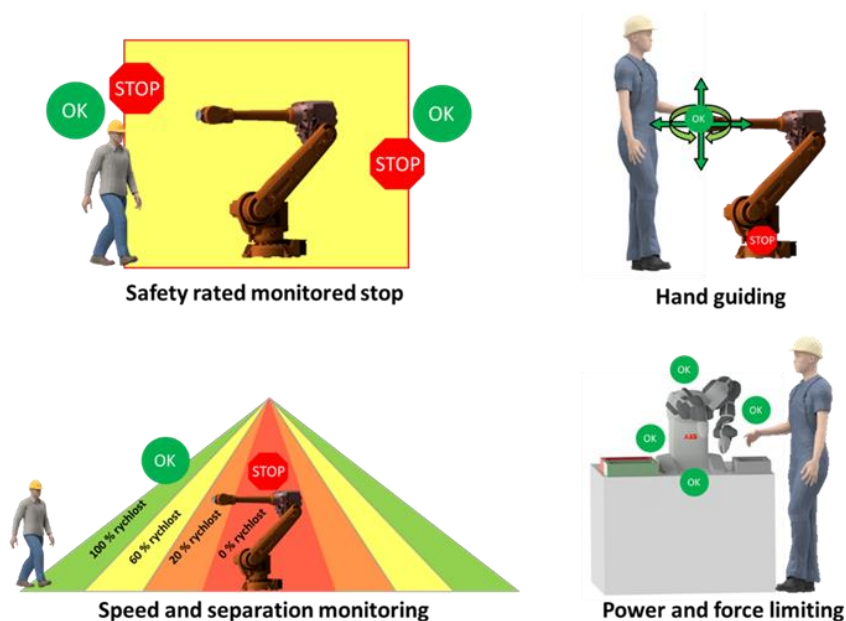 OK
STOP
OK
STOP
Safety rated monitored stop
OK
STOP
Hand guiding
OK
STOP
100 % rychlost
60 % rychlost
20 % rychlost
0 % rychlost
Speed and separation monitoring
OK
OK
OK
ABB
OK
Power and force limiting